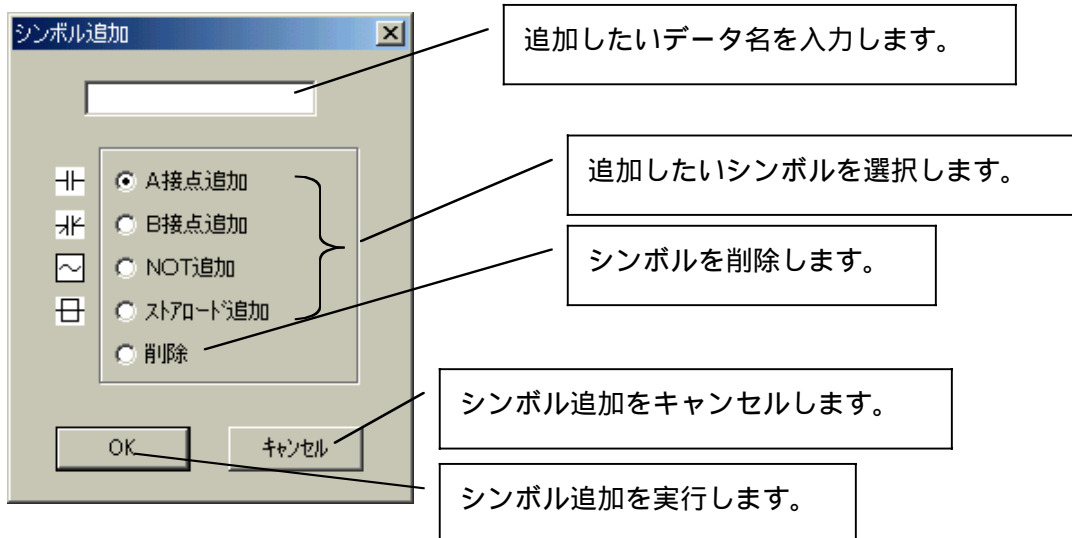 シンボル追加
追加したいデータ名を入力します。
A接点追加
B接点追加
NOT追加
ストアロード追加
削除
追加したいシンボルを選択します。
シンボルを削除します。
OK
キャンセル
シンボル追加をキャンセルします。
シンボル追加を実行します。